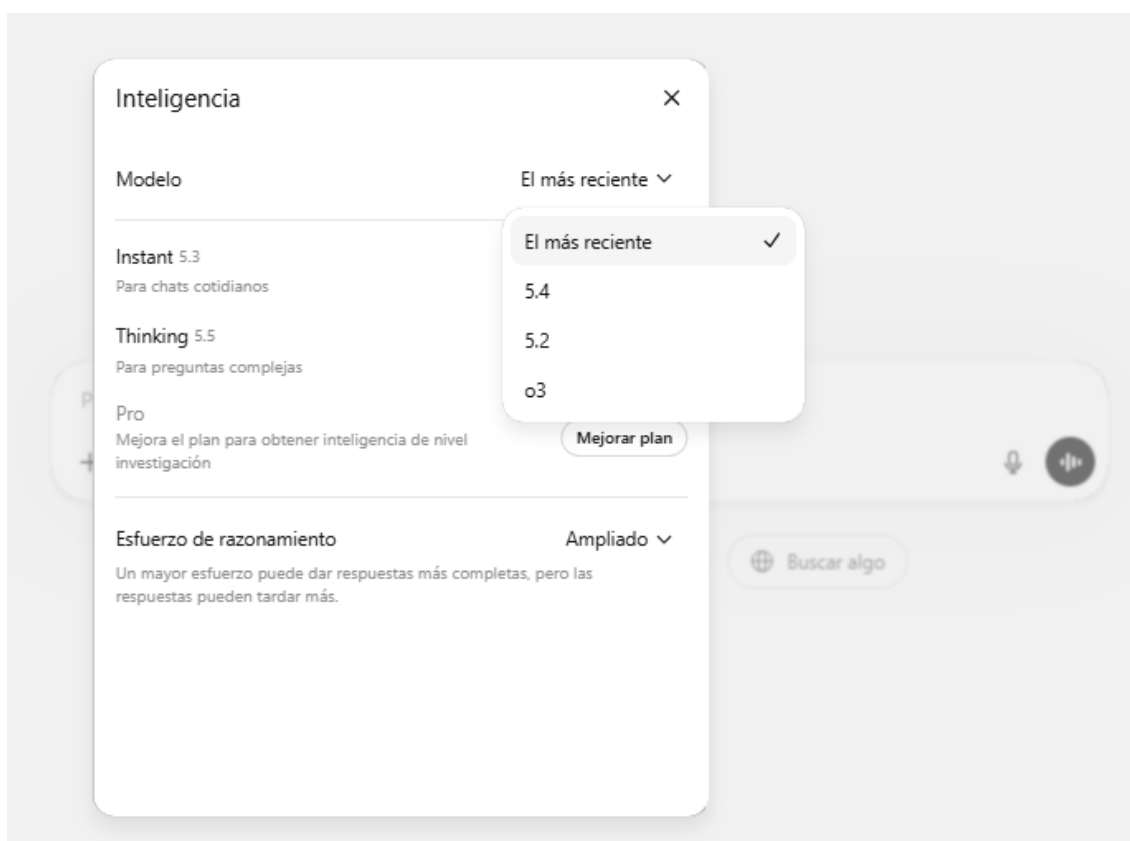 Inteligencia
Modelo
El más reciente
El más reciente
5.4
5.2
o3
Instant 5.3
Para chats cotidianos
Thinking 5.5
Para preguntas complejas
Pro
Mejora el plan para obtener inteligencia de nivel
investigación
Mejorar plan
Esfuerzo de razonamiento
Ampliado
Un mayor esfuerzo puede dar respuestas más completas, pero las
respuestas pueden tardar más.
Buscar algo